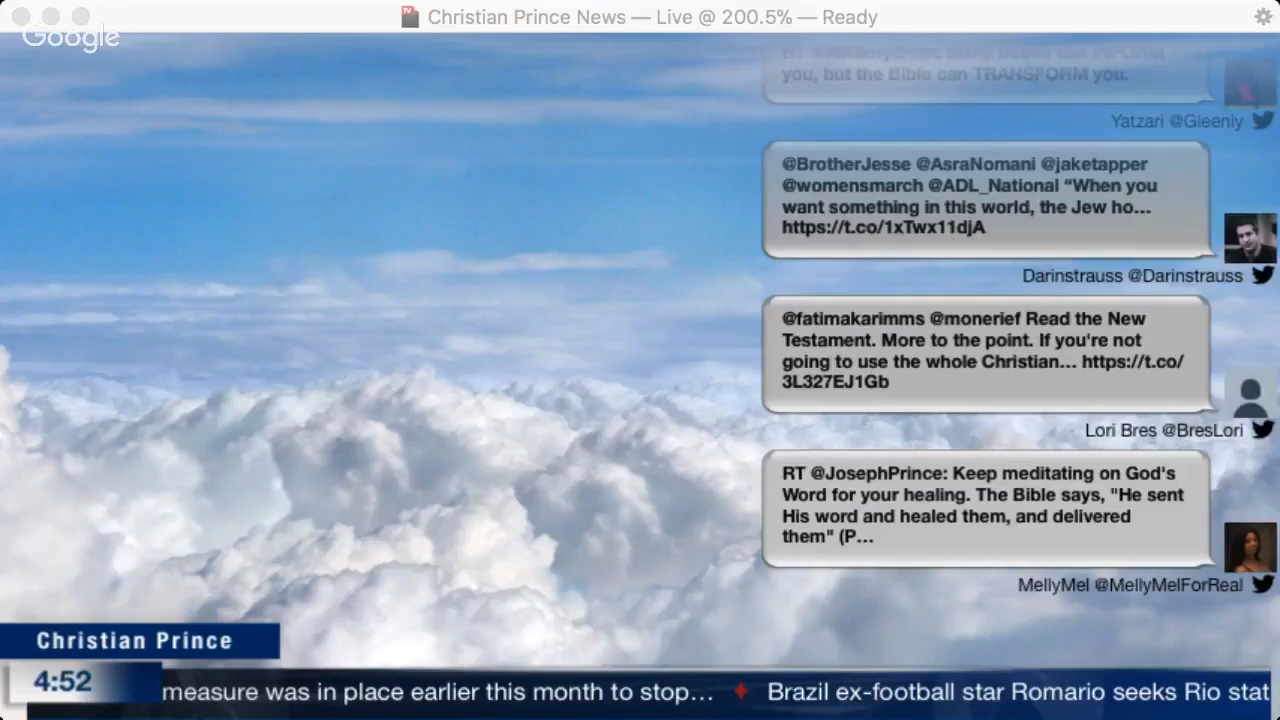 Christian Prince News — Live @ 200.5% — Ready
Google
you, but the Bible can TRANSFORM you.
Yatzari @Gleeniy
@BrotherJesse @AsraNomani @jaketapper
@womensmarch @ADL_National “When you
want something in this world, the Jew ho...
https://t.co/1xTwx11djA
Darinstrauss @Darinstrauss
@fatimakarimms @monerief Read the New
Testament. More to the point. If you're not
going to use the whole Christian... https://t.co/
3L327EJ1Gb
Lori Bres @BresLori
RT @JosephPrince: Keep meditating on God's
Word for your healing. The Bible says, "He sent
His word and healed them, and delivered
them" (P...
MellyMel @MellyMelForReal
Christian Prince
4:52
measure was in place earlier this month to stop... Brazil ex-football star Romario seeks Rio stat